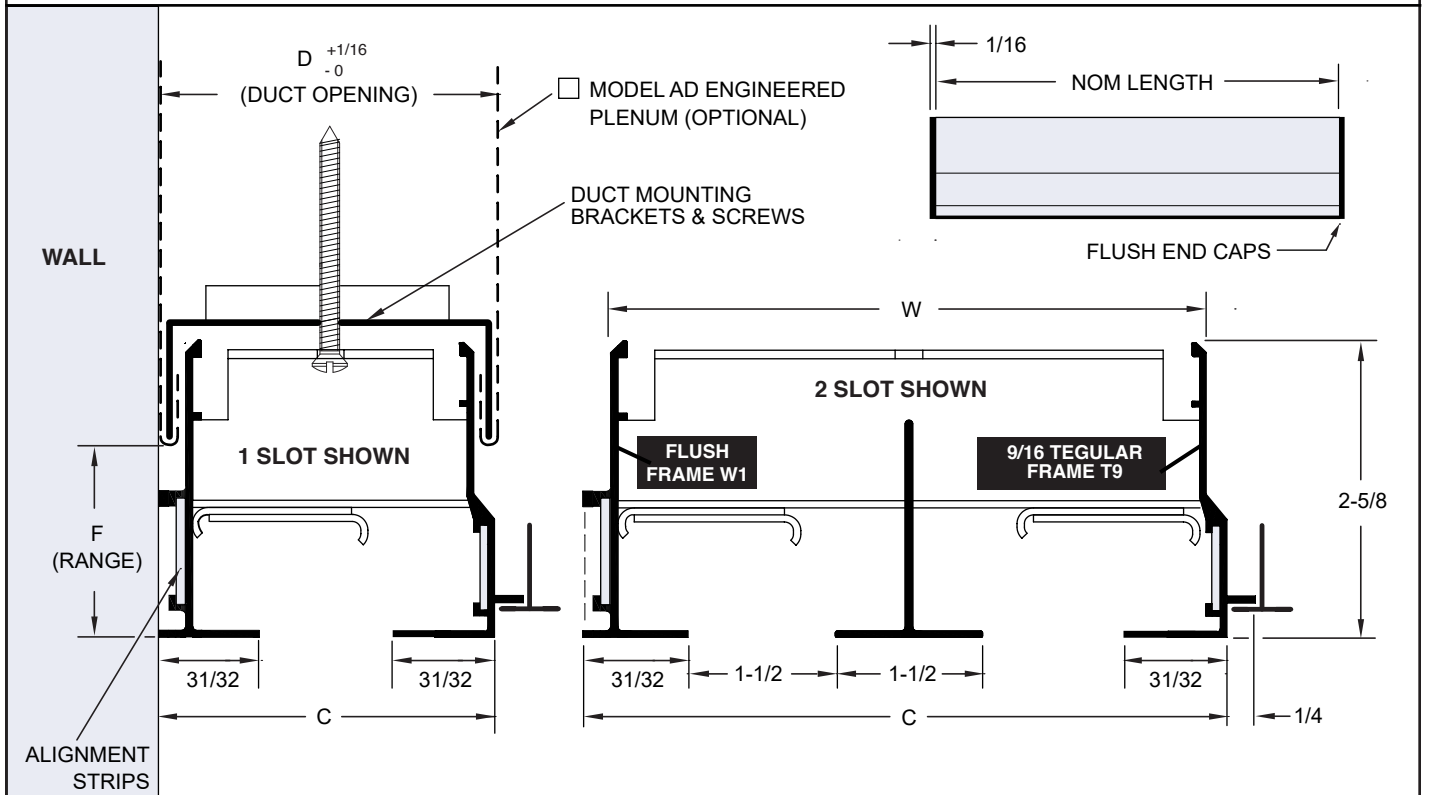 D +1/16
- 0
(DUCT OPENING)
MODEL AD ENGINEERED
PLENUM (OPTIONAL)
1/16
NOM LENGTH
DUCT MOUNTING
BRACKETS & SCREWS
FLUSH END CAPS
WALL
W
2 SLOT SHOWN
1 SLOT SHOWN
FLUSH
FRAME W1
9/16 TEGULAR
FRAME T9
2-5/8
F
(RANGE)
31/32
31/32
31/32
1-1/2
1-1/2
31/32
C
C
1/4
ALIGNMENT
STRIPS